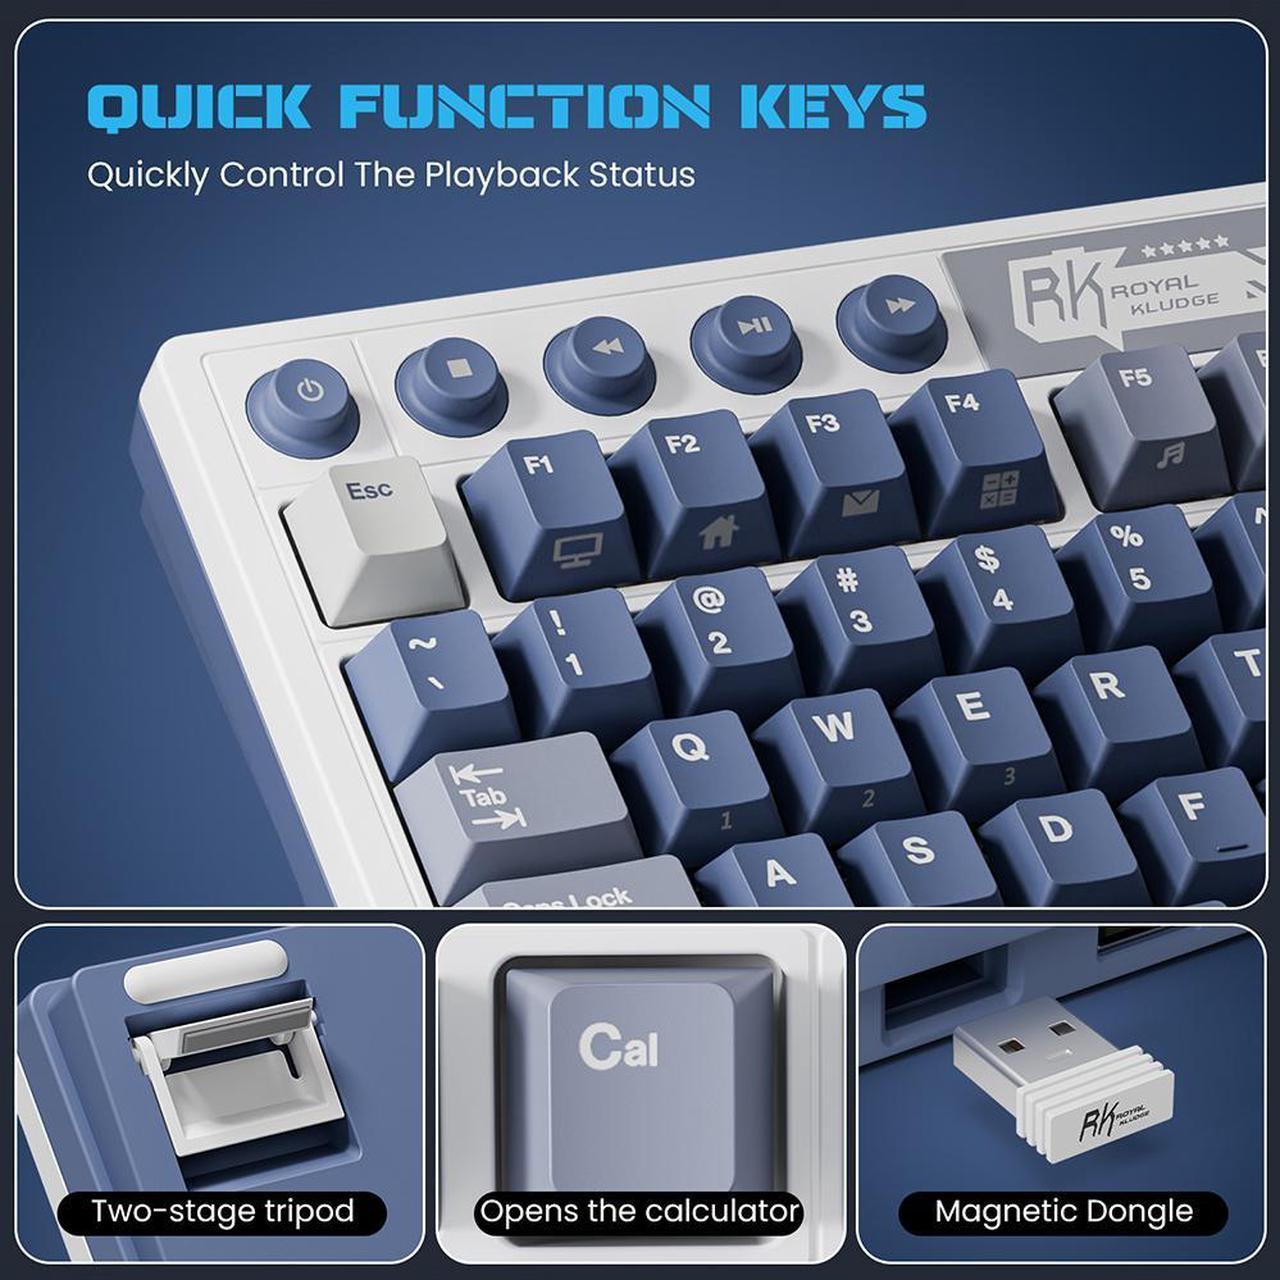 QUICK FUNCTION KEYS
Quickly Control The Playback Status
RK ROYAL
KLUDGE
Esc
F1
F2
F3
F4
F5
~
`
!
1
@
2
#
3
$
4
%
5
Tab
Q
1
W
2
E
3
R
T
Caps Lock
A
S
D
F
Cal
RK ROYAL
KLUDGE
Two-stage tripod
Opens the calculator
Magnetic Dongle